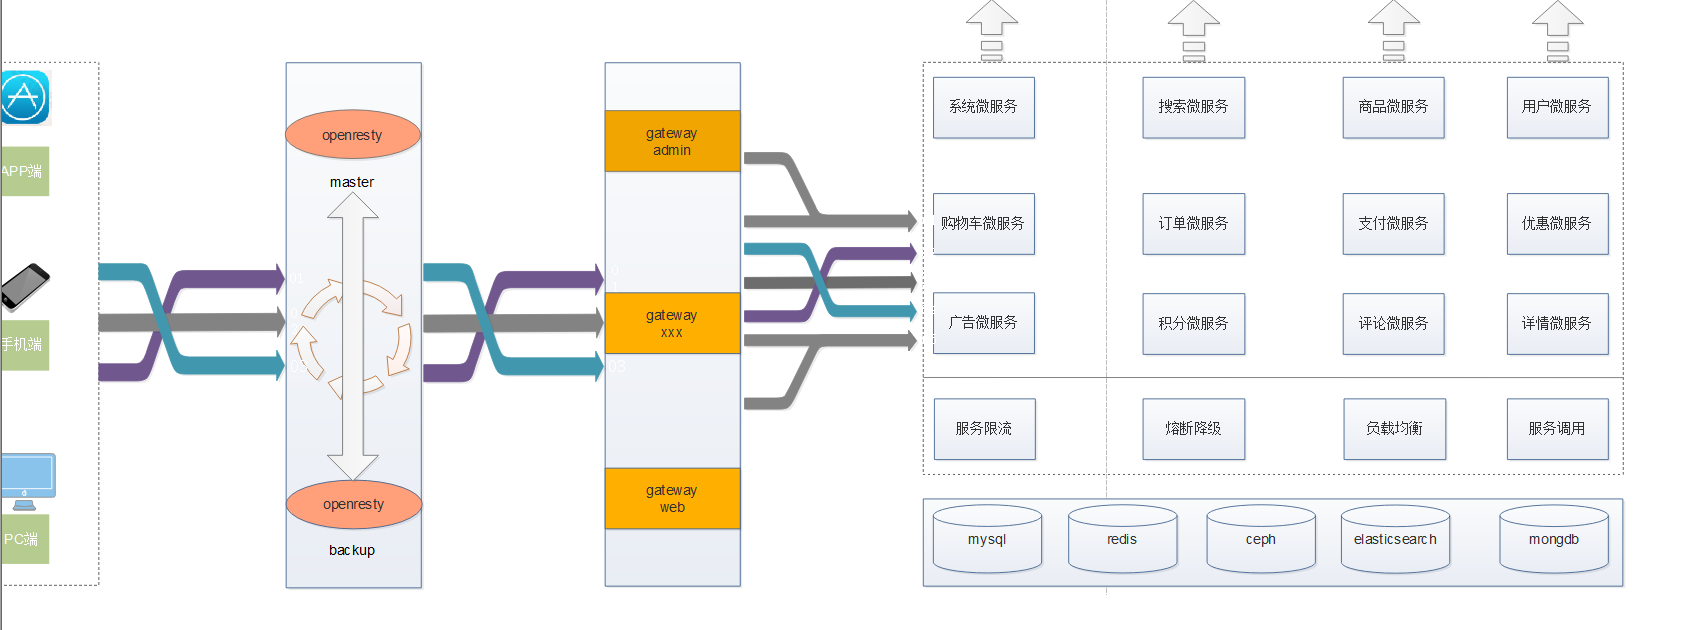 APP端
手机端
PC端
openresty
master
01
03
openresty
backup
gateway
admin
gateway
xxx
03
gateway
web
系统微服务
搜索微服务
商品微服务
用户微服务
购物车微服务
订单微服务
支付微服务
优惠微服务
广告微服务
积分微服务
评论微服务
详情微服务
服务限流
熔断降级
负载均衡
服务调用
mysql
redis
ceph
elasticsearch
mongdb